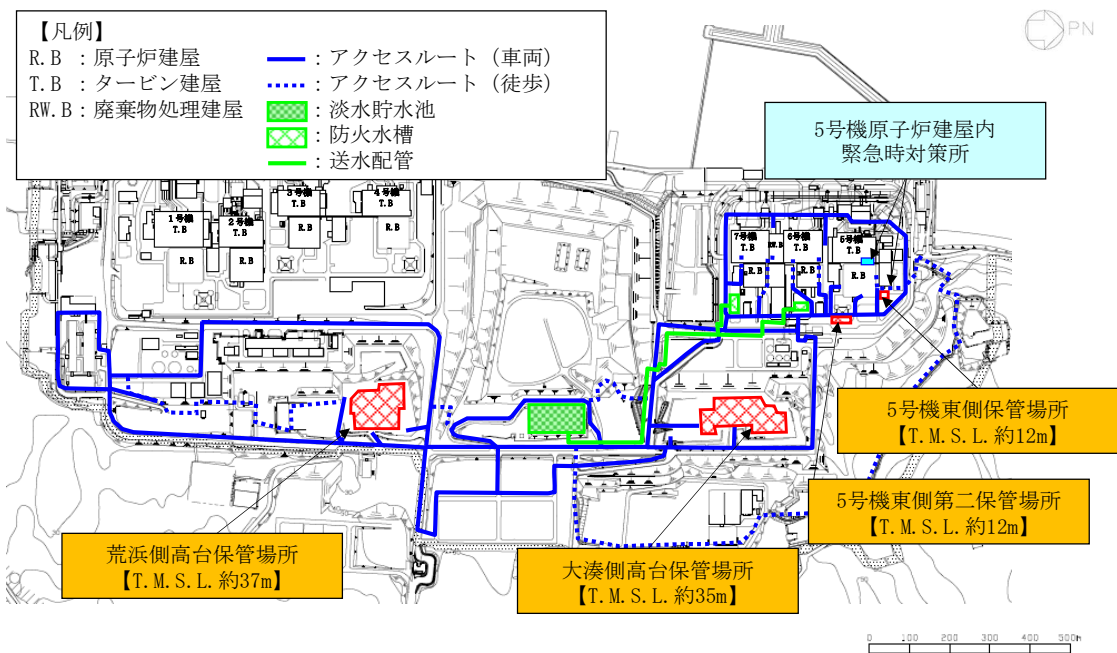 【凡例】
R.B ：原子炉建屋
T.B ：タービン建屋
RW.B：廃棄物処理建屋
：アクセスルート（車両）
：アクセスルート（徒歩）
：淡水貯水池
：防火水槽
：送水配管
PN
5号機原子炉建屋内
緊急時対策所
1号機
T.B
R.B
2号機
T.B
R.B
3号機
T.B
R.B
4号機
T.B
R.B
7号機
T.B
R.B
RW.B
6号機
T.B
R.B
5号機
T.B
R.B
5号機東側保管場所
【T.M.S.L.約12m】
5号機東側第二保管場所
【T.M.S.L.約12m】
荒浜側高台保管場所
【T.M.S.L.約37m】
大湊側高台保管場所
【T.M.S.L.約35m】
0 100 200 300 400 500m